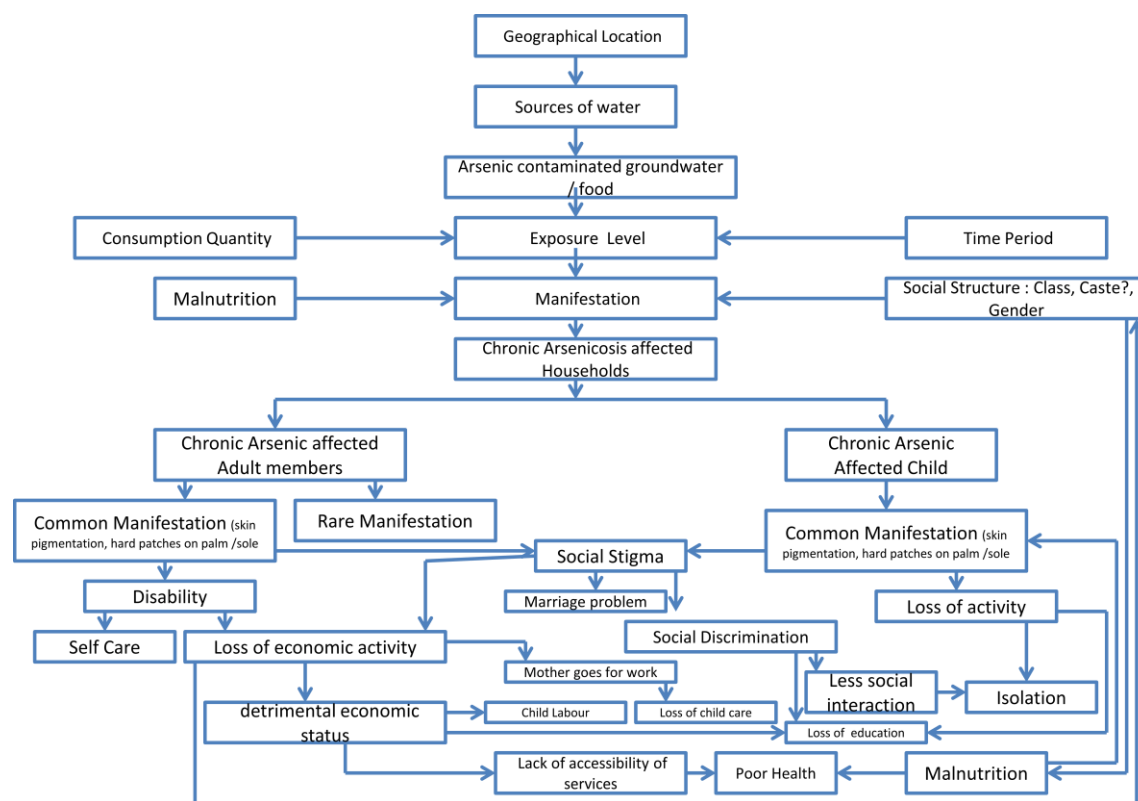 Geographical Location
Sources of water
Arsenic contaminated groundwater
/ food
Consumption Quantity
Exposure Level
Time Period
Malnutrition
Manifestation
Social Structure : Class, Caste?,
Gender
Chronic Arsenicosis affected
Households
Chronic Arsenic affected
Adult members
Chronic Arsenic
Affected Child
Common Manifestation (skin
pigmentation, hard patches on palm /sole
Rare Manifestation
Common Manifestation (skin
pigmentation, hard patches on palm /sole
Social Stigma
Disability
Marriage problem
Loss of activity
Self Care
Loss of economic activity
Social Discrimination
Mother goes for work
Less social
interaction
Isolation
detrimental economic
status
Child Labour
Loss of child care
Loss of education
Lack of accessibility of
services
Poor Health
Malnutrition